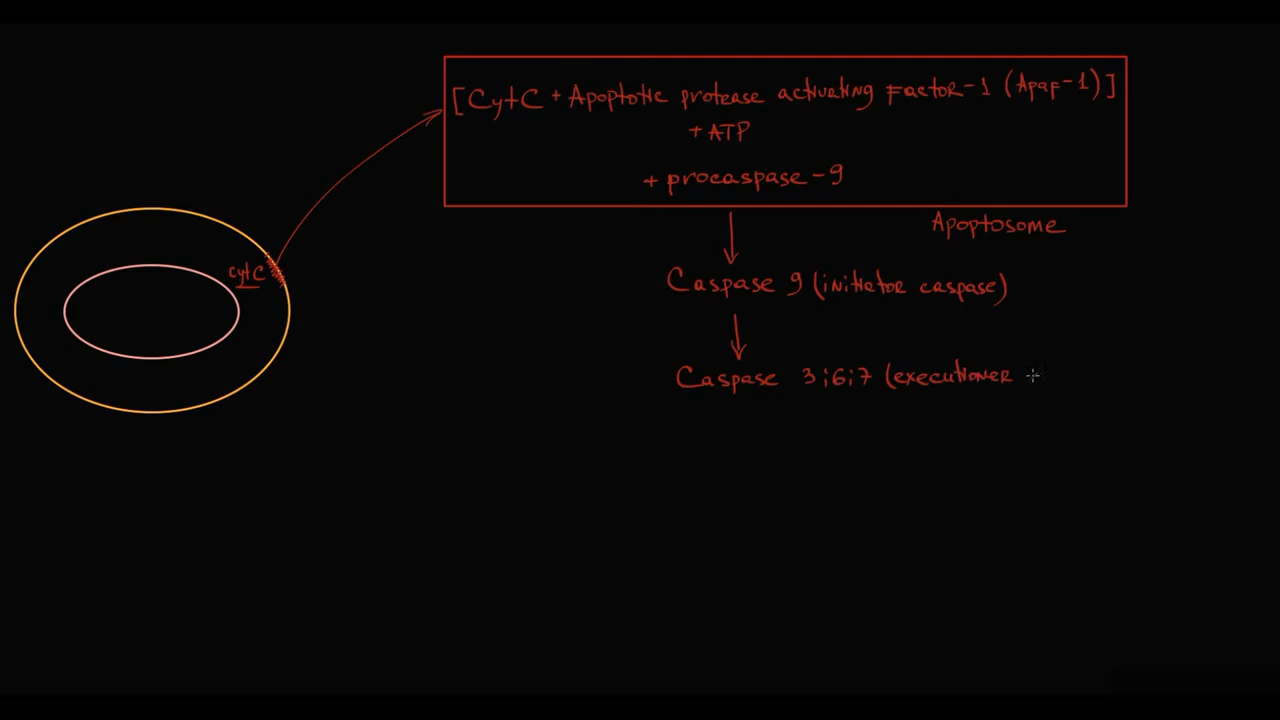 [CytC + Apoptotic protease activating Factor-1 (Apaf-1)]
+ ATP
+ procaspase-9
Apoptosome
cytC
Caspase 9 (initiator caspase)
Caspase 3;6;7 (executioner